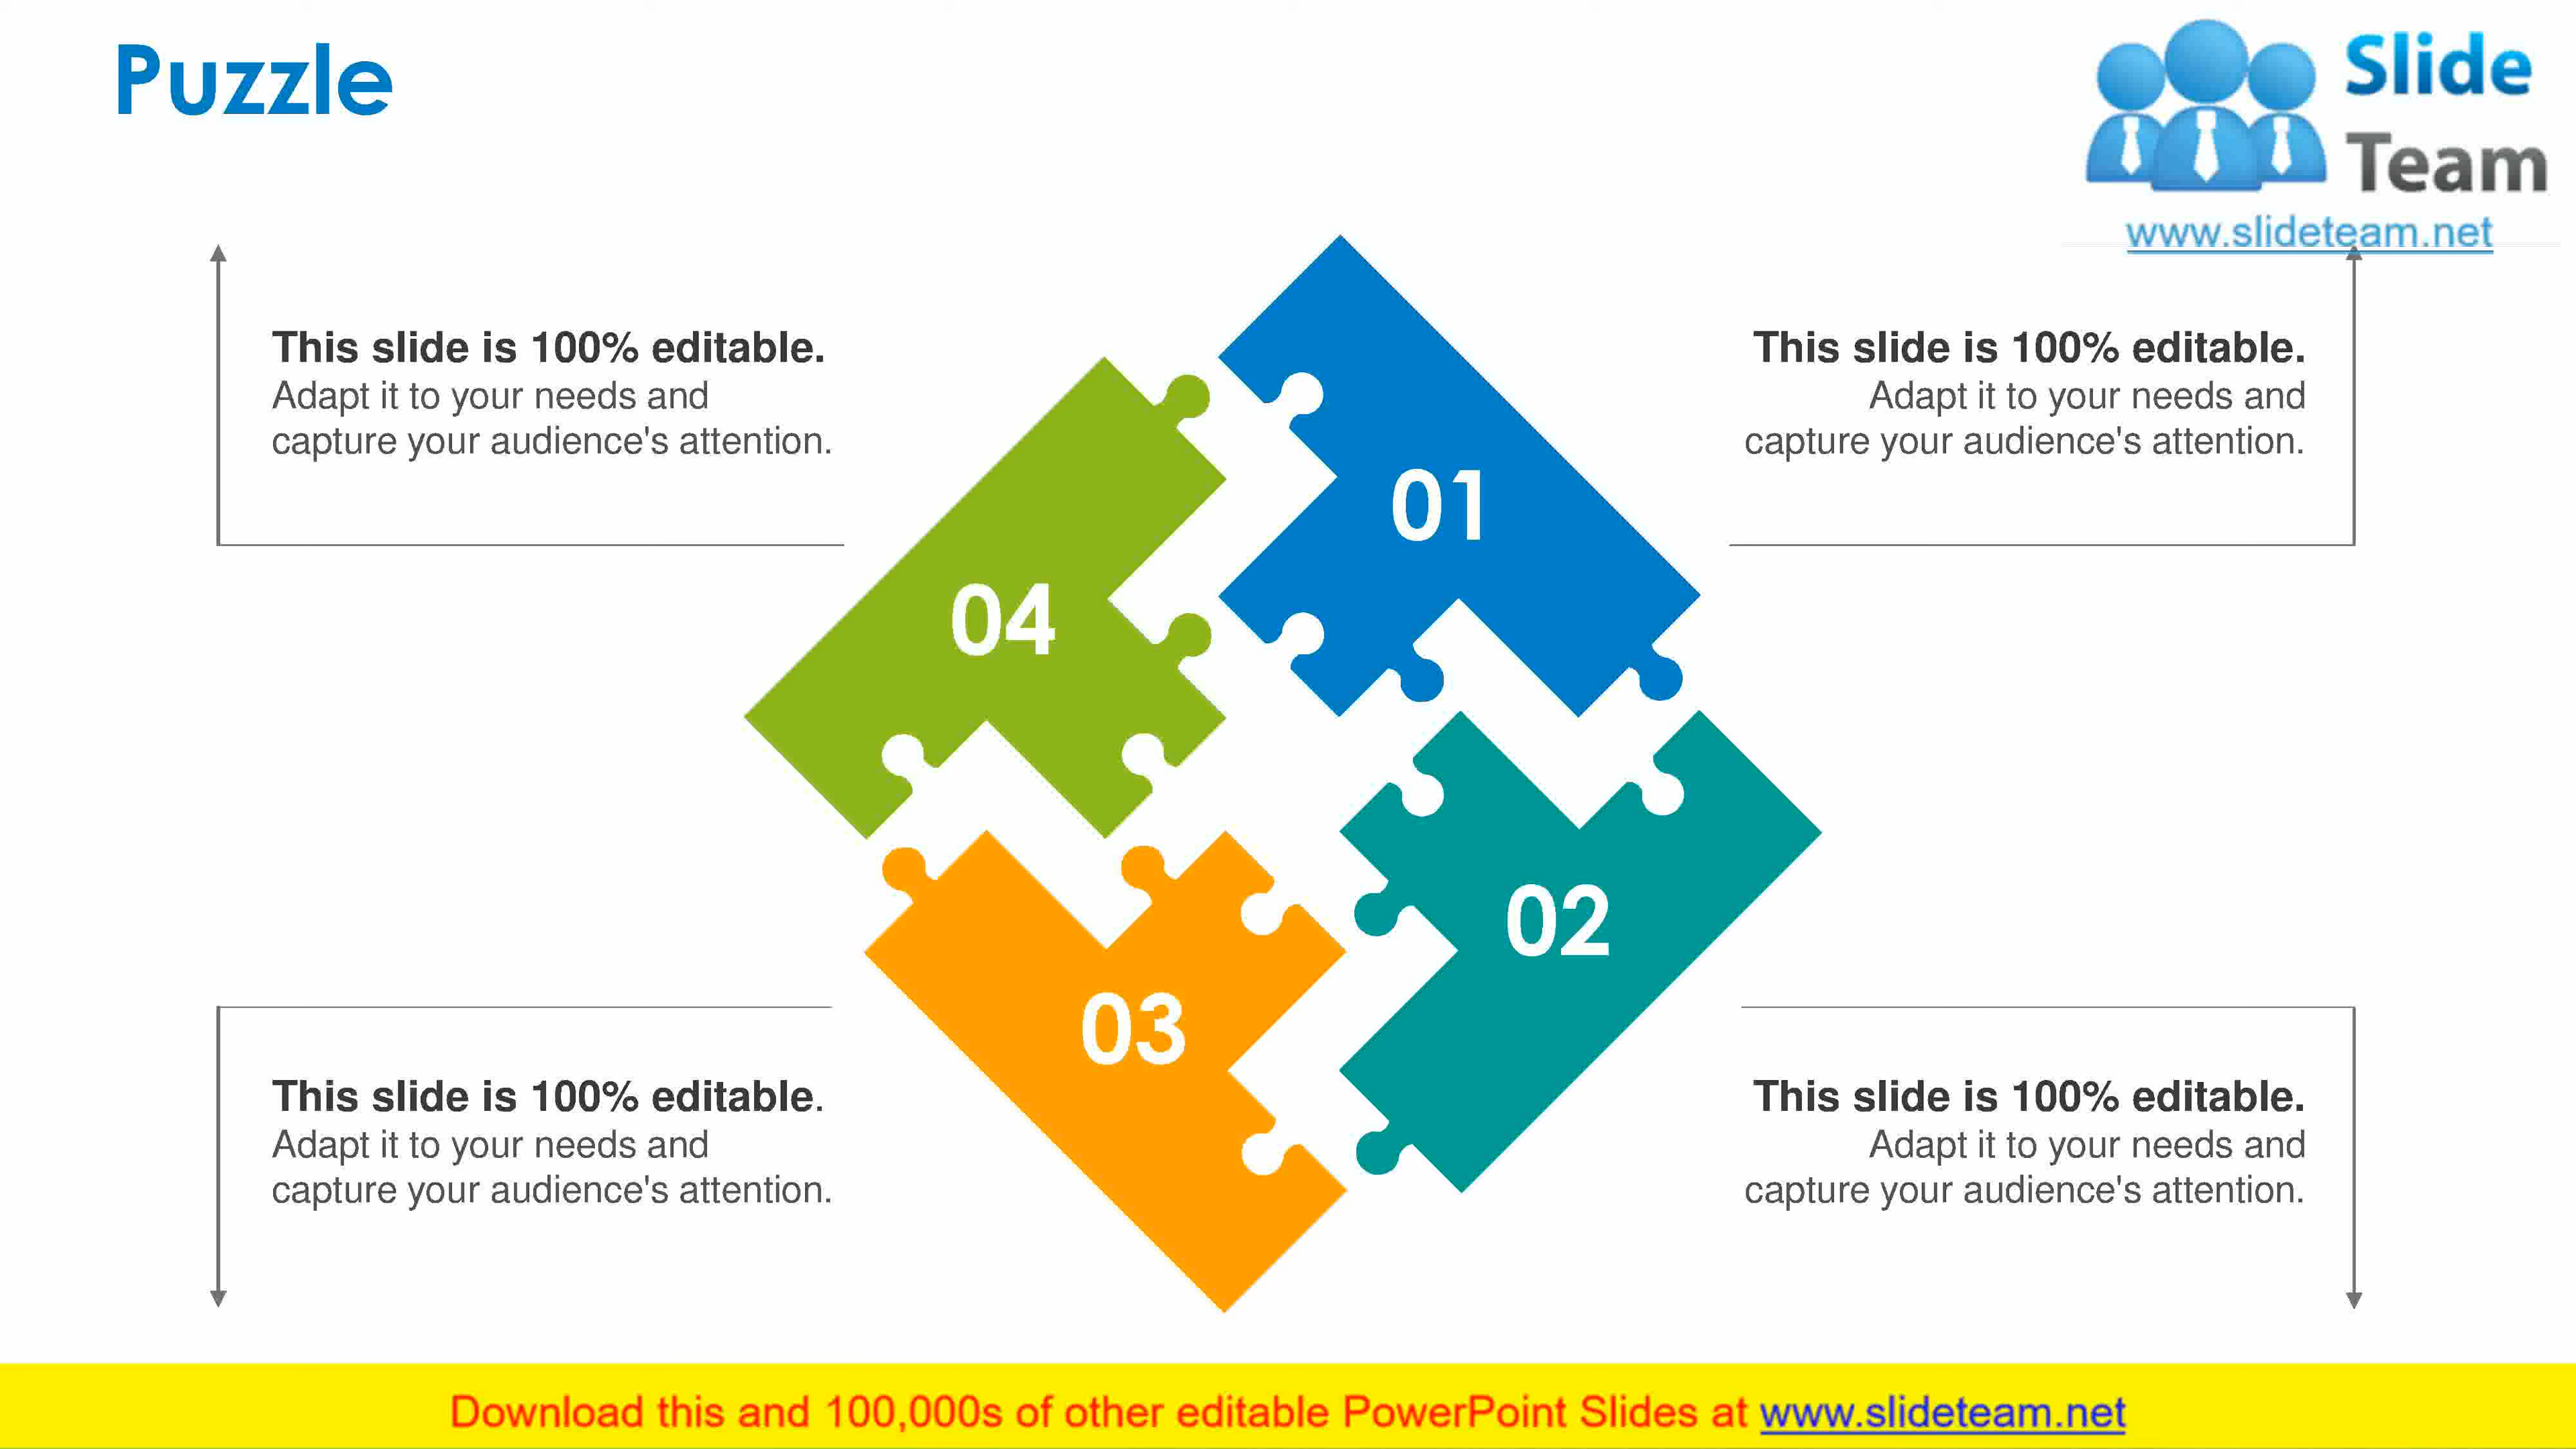 Puzzle
Slide
Team
www.slideteam.net
This slide is 100% editable.
Adapt it to your needs and
capture your audience's attention.
This slide is 100% editable.
Adapt it to your needs and
capture your audience's attention.
01
04
02
03
This slide is 100% editable.
Adapt it to your needs and
capture your audience's attention.
This slide is 100% editable.
Adapt it to your needs and
capture your audience's attention.
Download this and 100,000s of other editable PowerPoint Slides at www.slideteam.net